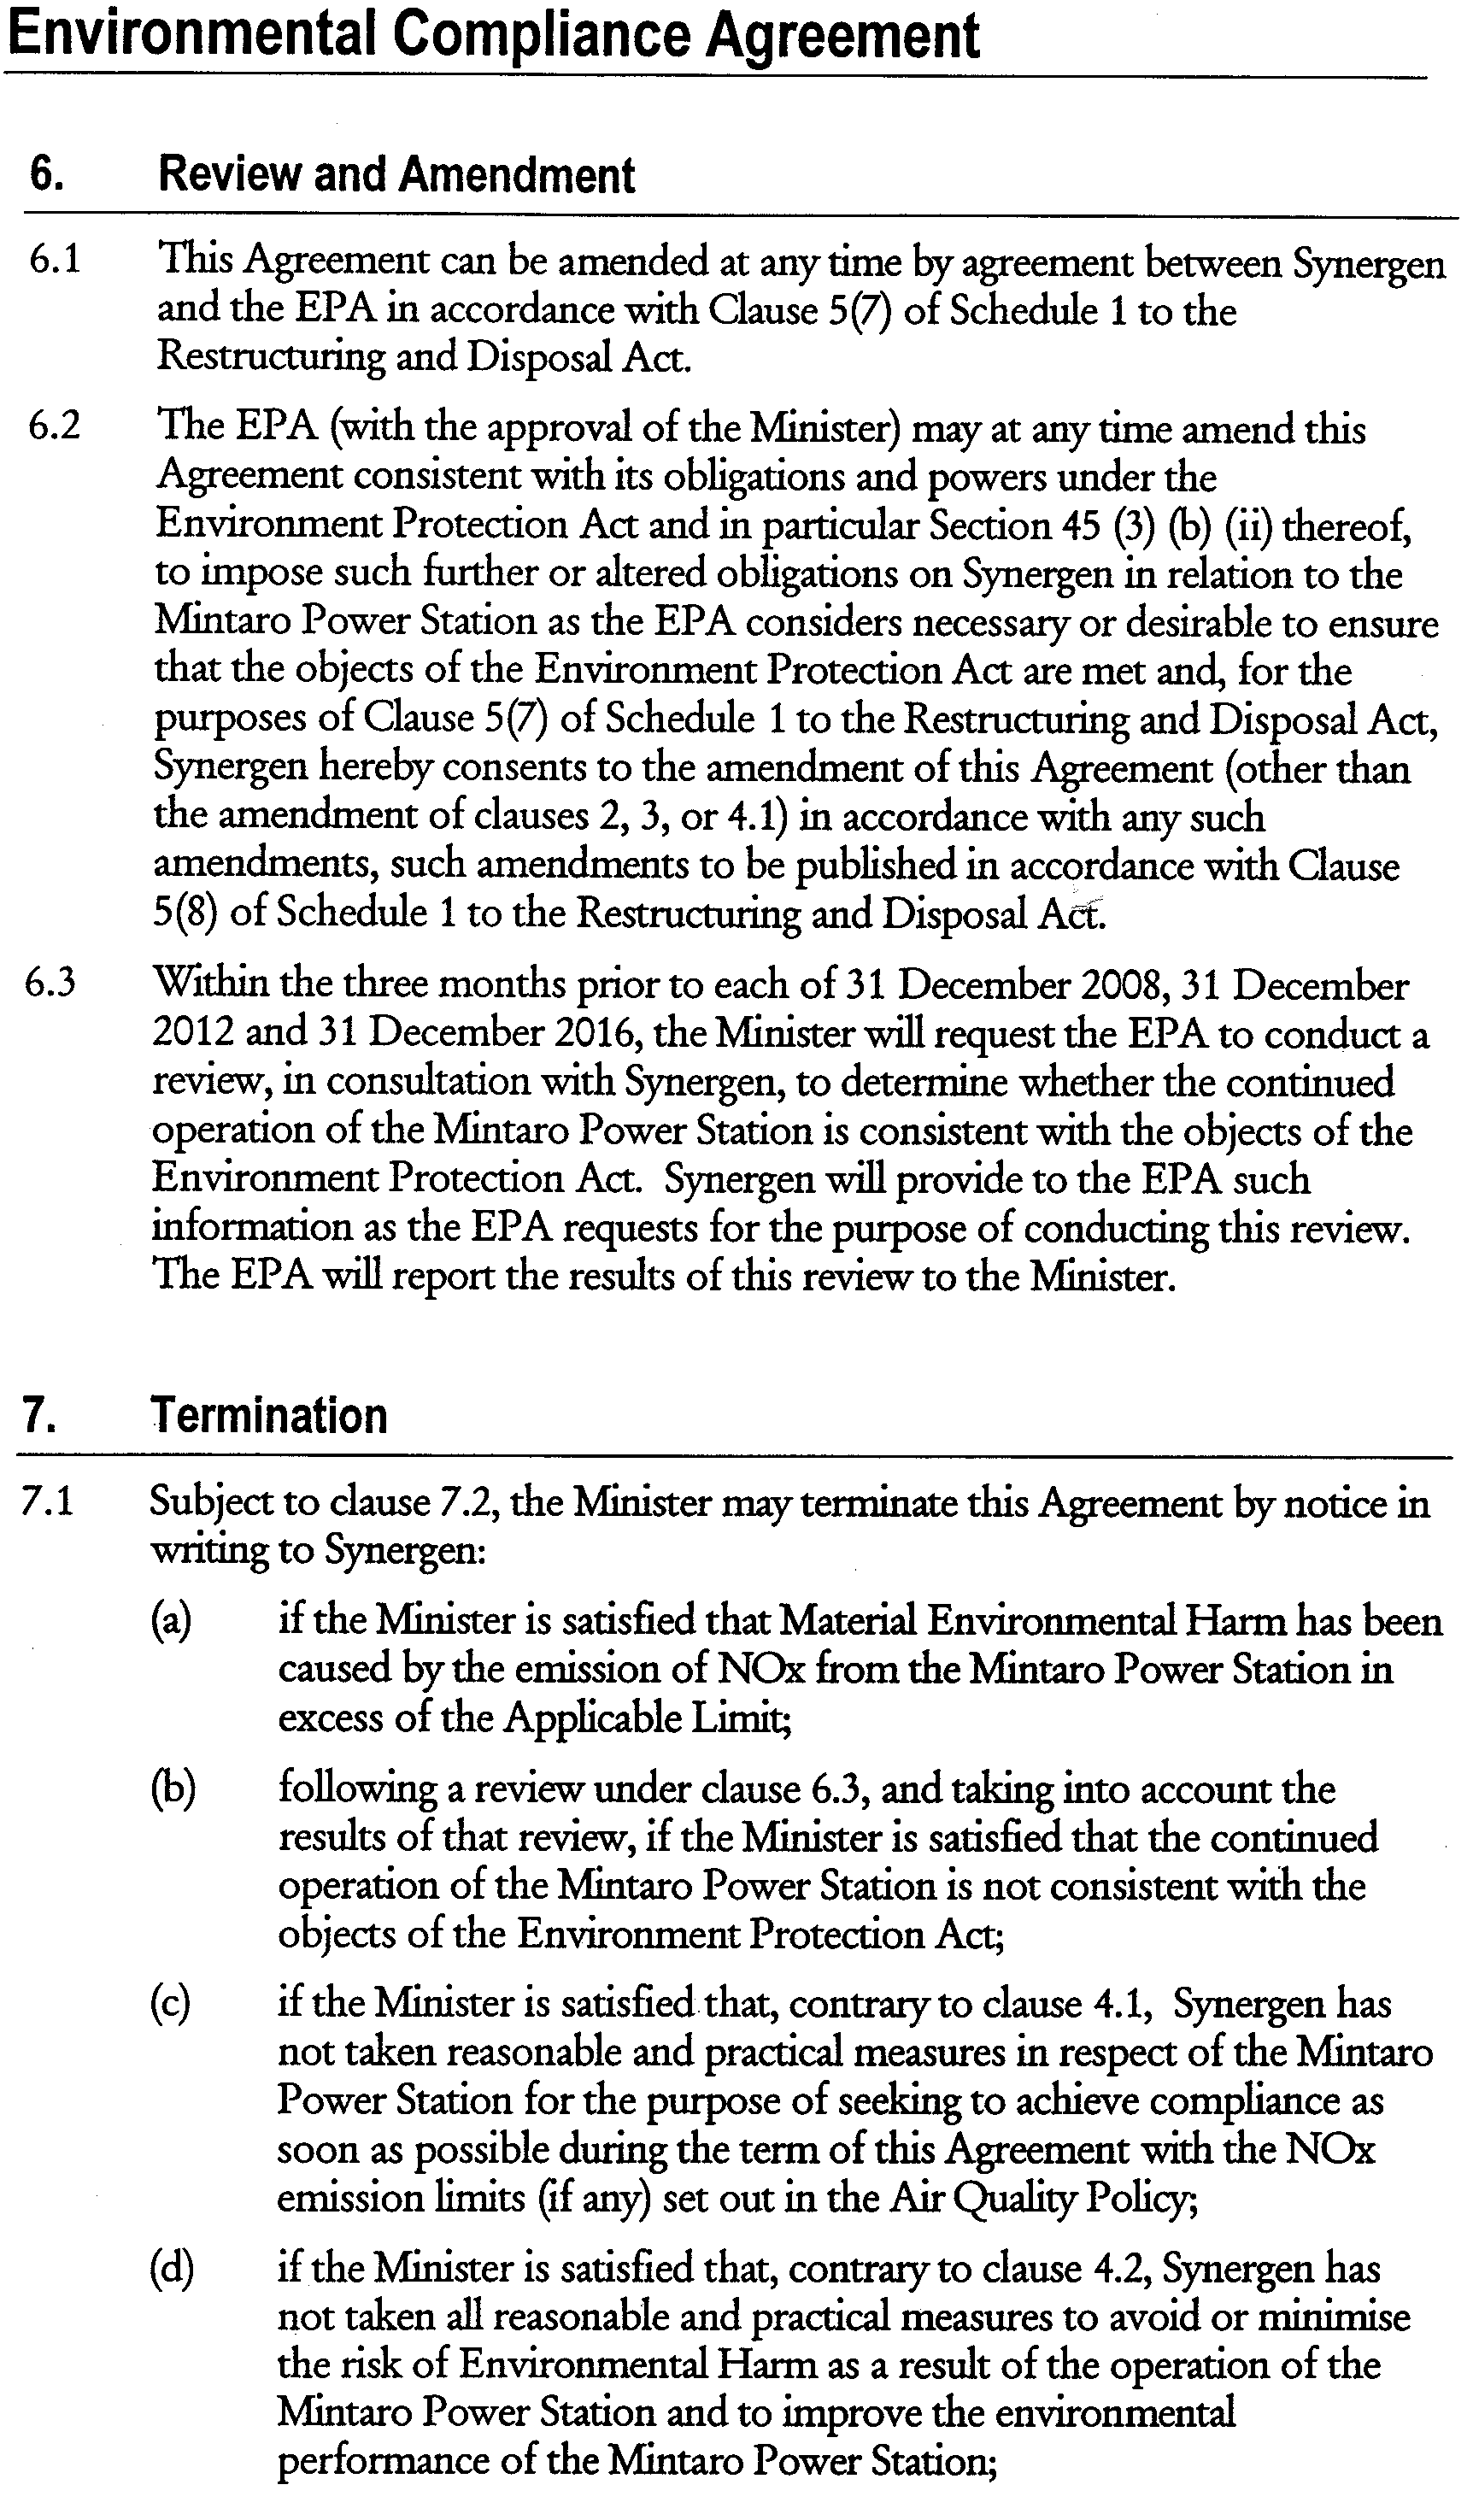 Environmental Compliance Agreement
6. Review and Amendment
6.1 This Agreement can be amended at any time by agreement between Synergen
and the EPA in accordance with Clause 5(7) of Schedule 1 to the
Restructuring and Disposal Act.
6.2 The EPA (with the approval of the Minister) may at any time amend this
Agreement consistent with its obligations and powers under the
Environment Protection Act and in particular Section 45 (3) (b) (ii) thereof,
to impose such further or altered obligations on Synergen in relation to the
Mintaro Power Station as the EPA considers necessary or desirable to ensure
that the objects of the Environment Protection Act are met and, for the
purposes of Clause 5(7) of Schedule 1 to the Restructuring and Disposal Act,
Synergen hereby consents to the amendment of this Agreement (other than
the amendment of clauses 2, 3, or 4.1) in accordance with any such
amendments, such amendments to be published in accordance with Clause
5(8) of Schedule 1 to the Restructuring and Disposal Act.
6.3 Within the three months prior to each of 31 December 2008, 31 December
2012 and 31 December 2016, the Minister will request the EPA to conduct a
review, in consultation with Synergen, to determine whether the continued
operation of the Mintaro Power Station is consistent with the objects of the
Environment Protection Act. Synergen will provide to the EPA such
information as the EPA requests for the purpose of conducting this review.
The EPA will report the results of this review to the Minister.
7. Termination
7.1 Subject to clause 7.2, the Minister may terminate this Agreement by notice in
writing to Synergen:
(a) if the Minister is satisfied that Material Environmental Harm has been
caused by the emission of NOx from the Mintaro Power Station in
excess of the Applicable Limit;
(b) following a review under clause 6.3, and taking into account the
results of that review, if the Minister is satisfied that the continued
operation of the Mintaro Power Station is not consistent with the
objects of the Environment Protection Act;
(c) if the Minister is satisfied that, contrary to clause 4.1, Synergen has
not taken reasonable and practical measures in respect of the Mintaro
Power Station for the purpose of seeking to achieve compliance as
soon as possible during the term of this Agreement with the NOx
emission limits (if any) set out in the Air Quality Policy;
(d) if the Minister is satisfied that, contrary to clause 4.2, Synergen has
not taken all reasonable and practical measures to avoid or minimise
the risk of Environmental Harm as a result of the operation of the
Mintaro Power Station and to improve the environmental
performance of the Mintaro Power Station;